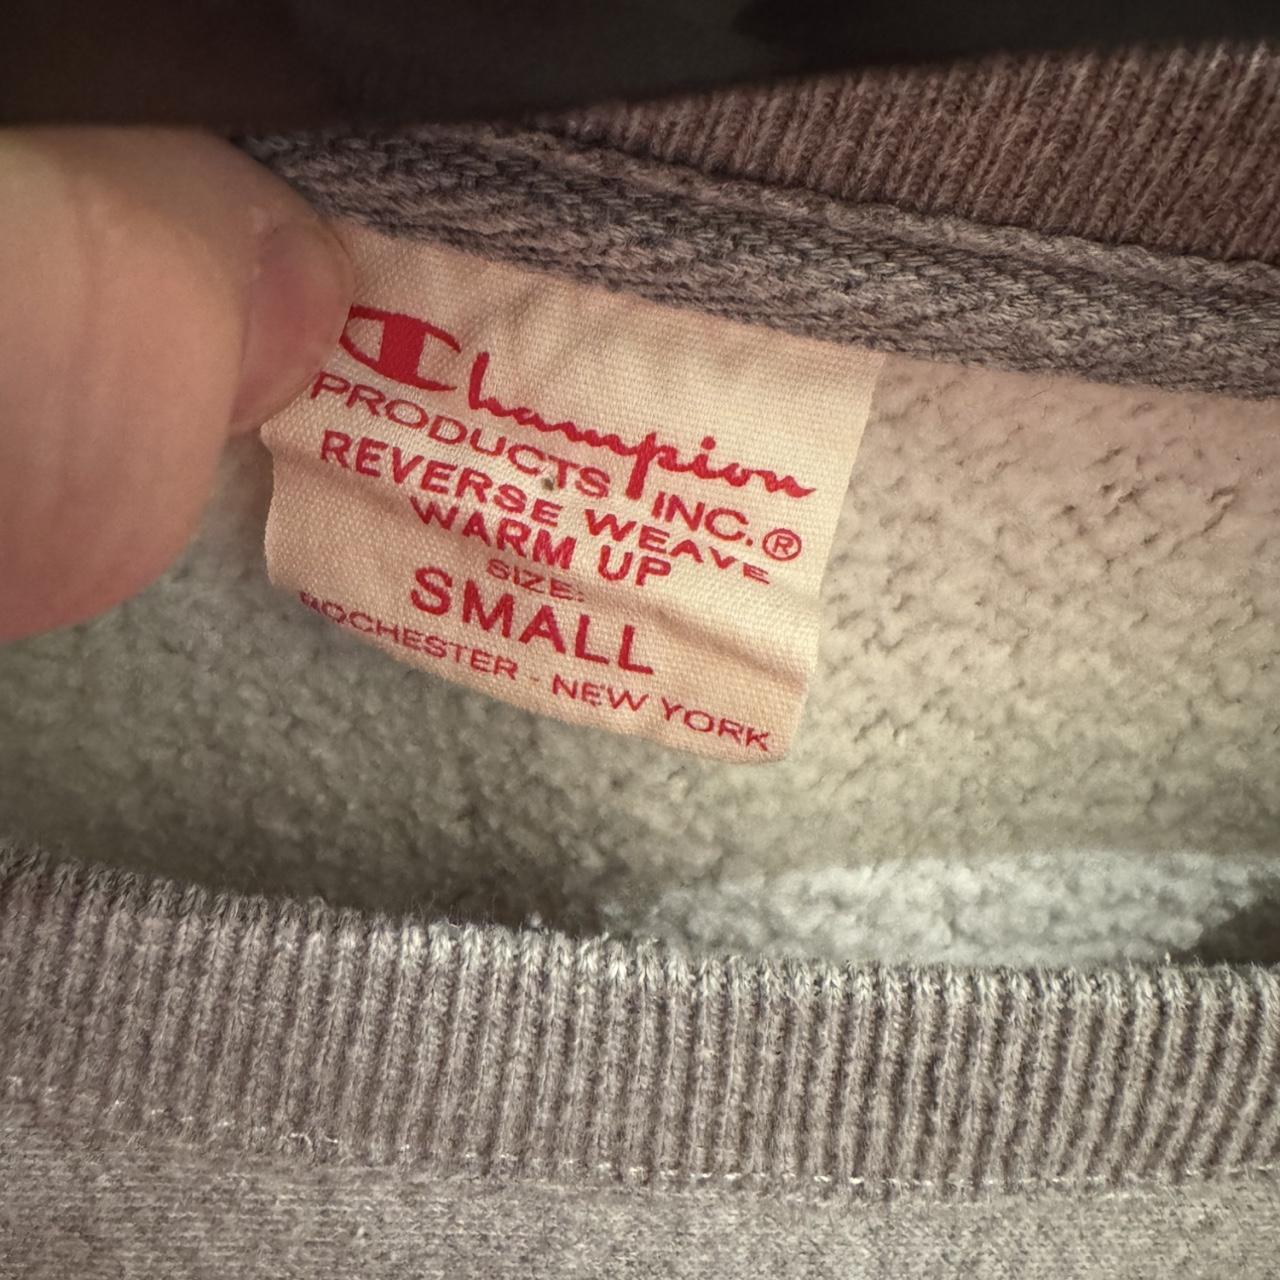 Champion
PRODUCTS INC.®
REVERSE WEAVE
WARM UP
SIZE:
SMALL
ROCHESTER - NEW YORK